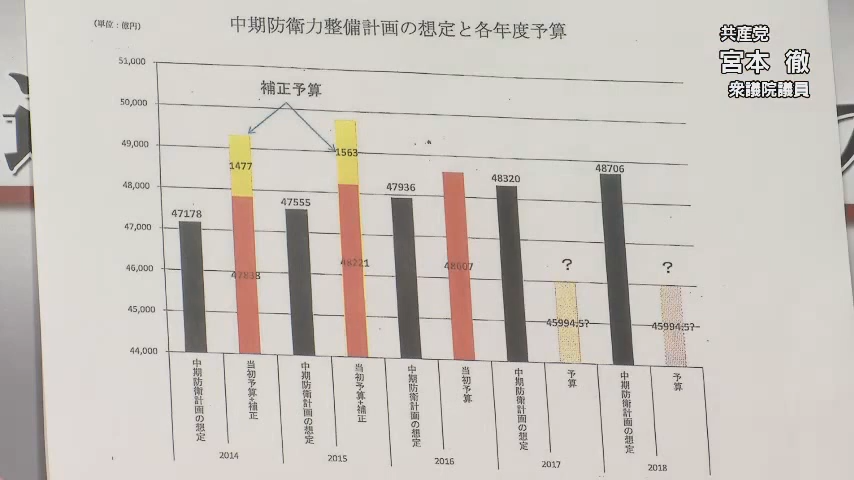 (単位：億円)
中期防衛力整備計画の想定と各年度予算
共産党
宮本 徹
衆議院議員
51,000
50,000
49,000
48,000
47,000
46,000
45,000
44,000
補正予算
47178
1477
47838
47555
1563
48221
47936
48607
48320
?
45994.5?
48706
?
45994.5?
中期防衛計画の想定
当初予算+補正
中期防衛計画の想定
当初予算+補正
中期防衛計画の想定
当初予算
中期防衛計画の想定
予算
中期防衛計画の想定
予算
2014
2015
2016
2017
2018